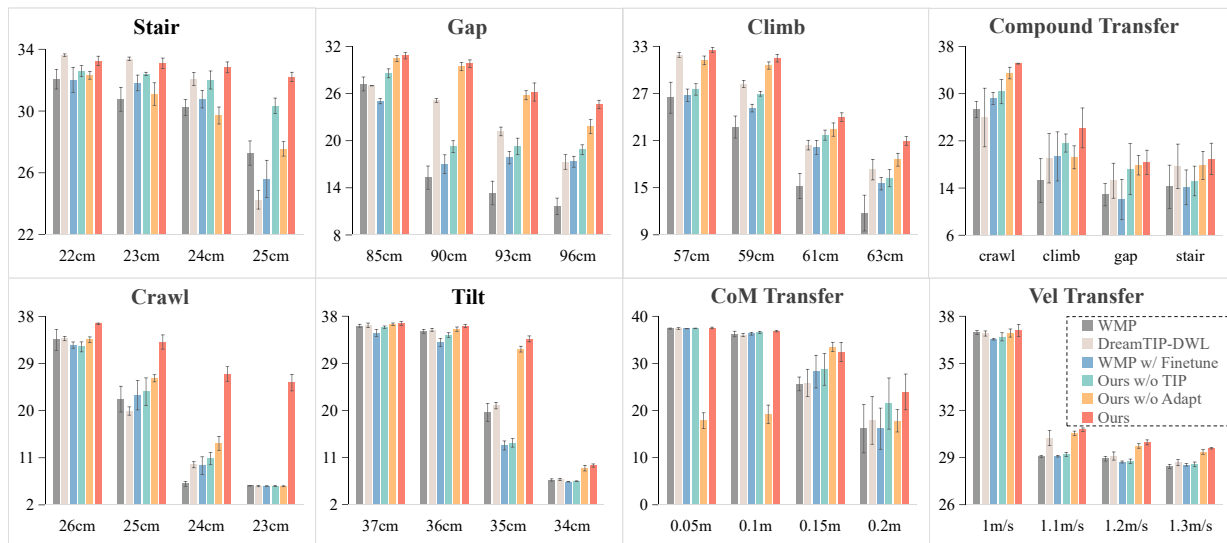 Stair
34
30
26
22
22cm 23cm 24cm 25cm
Gap
32
26
20
14
8
85cm 90cm 93cm 96cm
Climb
33
27
21
15
9
57cm 59cm 61cm 63cm
Compound Transfer
38
30
22
14
6
crawl climb gap stair
Crawl
38
29
20
11
2
26cm 25cm 24cm 23cm
Tilt
38
29
20
11
2
37cm 36cm 35cm 34cm
CoM Transfer
40
30
20
10
0
0.05m 0.1m 0.15m 0.2m
Vel Transfer
38
35
32
29
26
1m/s 1.1m/s 1.2m/s 1.3m/s
WMP
DreamTIP-DWL
WMP w/ Finetune
Ours w/o TIP
Ours w/o Adapt
Ours